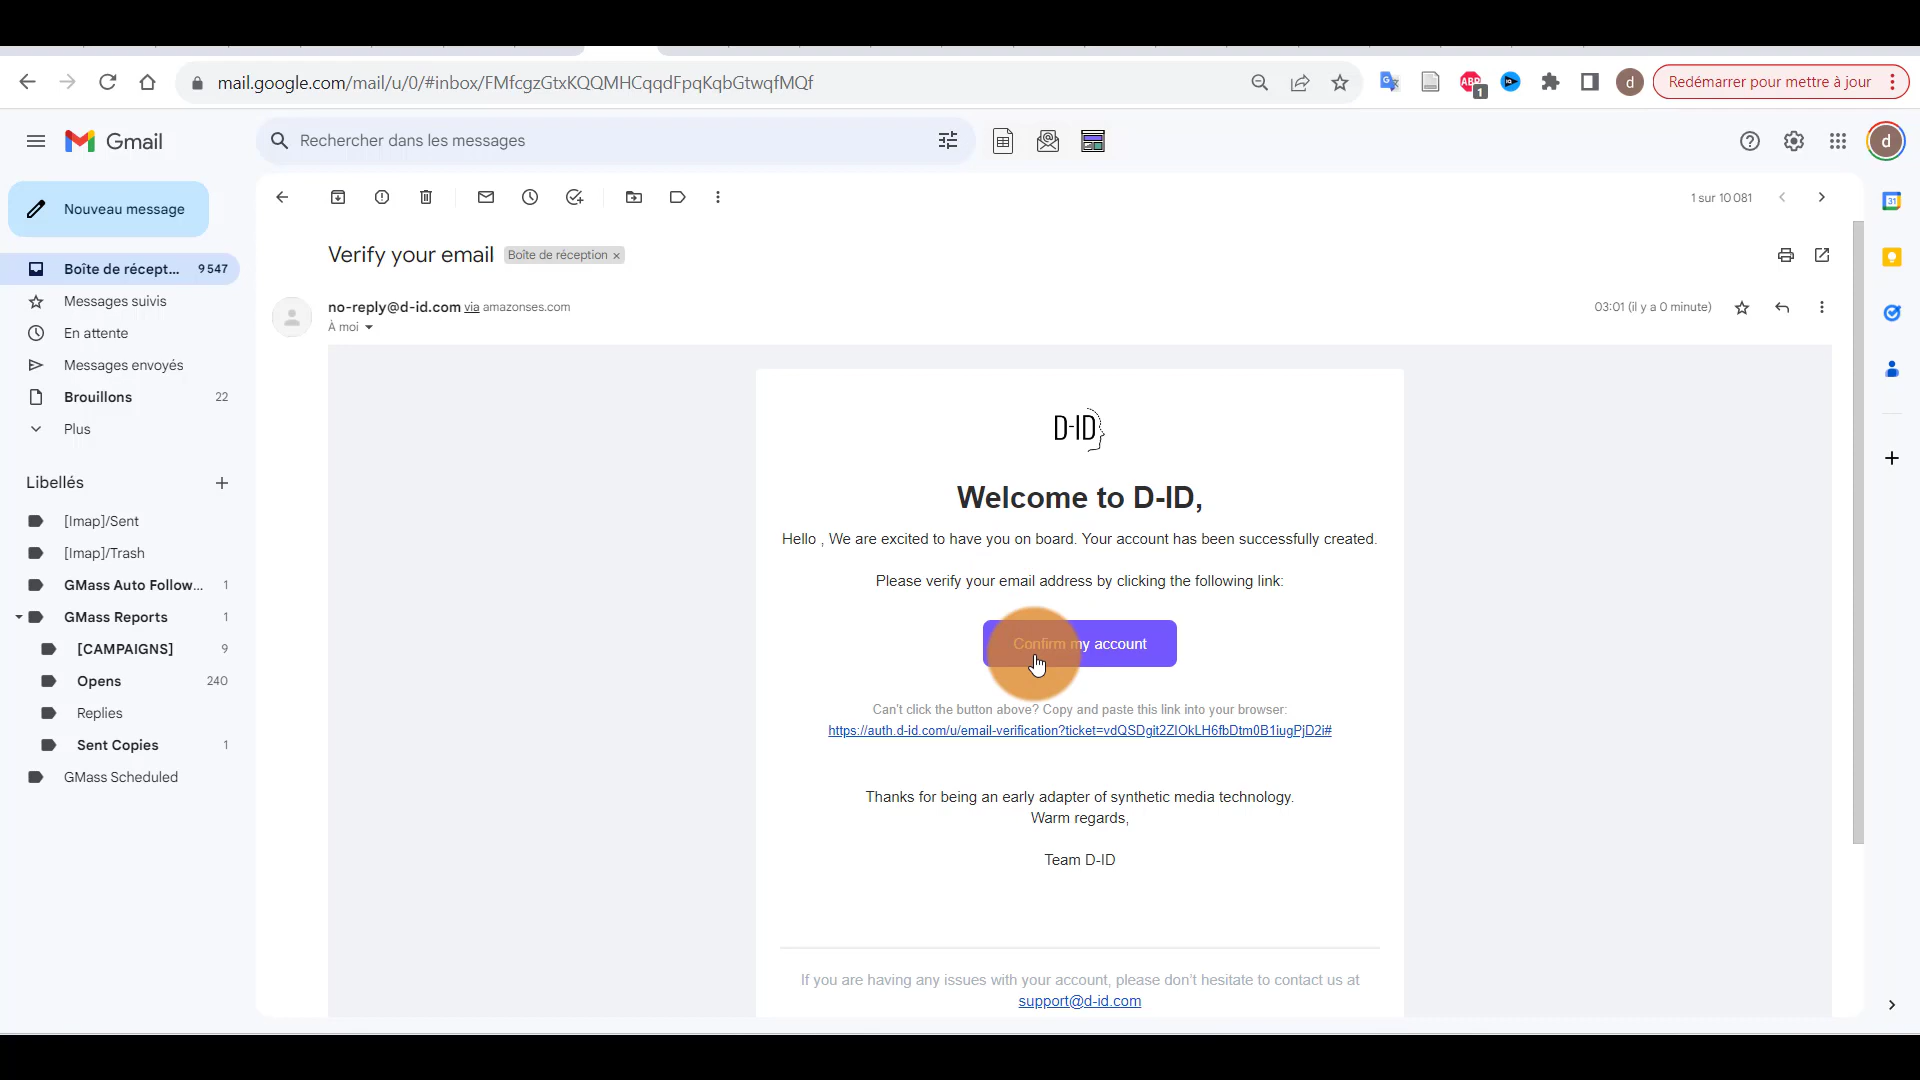 mail.google.com/mail/u/0/#inbox/FMfcgzGtxKQQMHCqqdFpqKqbGtwqfMQf
ABP
1
d
Redémarrer pour mettre à jour
Gmail
Rechercher dans les messages
d
Nouveau message
1 sur 10 081
31
Verify your email
Boîte de réception ×
Boîte de récept... 9 547
Messages suivis
no-reply@d-id.com via amazonses.com
03:01 (il y a 0 minute)
À moi
En attente
Messages envoyés
Brouillons 22
Plus
D-ID
Libellés
Welcome to D-ID,
[Imap]/Sent
Hello , We are excited to have you on board. Your account has been successfully created.
[Imap]/Trash
Please verify your email address by clicking the following link:
GMass Auto Follow... 1
GMass Reports 1
Confirm my account
[CAMPAIGNS] 9
Opens 240
Replies
Can't click the button above? Copy and paste this link into your browser:
https://auth.d-id.com/u/email-verification?ticket=vdQSDgit2ZIOkLH6fbDtm0B1iugPjD2i#
Sent Copies 1
GMass Scheduled
Thanks for being an early adapter of synthetic media technology.
Warm regards,
Team D-ID
If you are having any issues with your account, please don't hesitate to contact us at
support@d-id.com